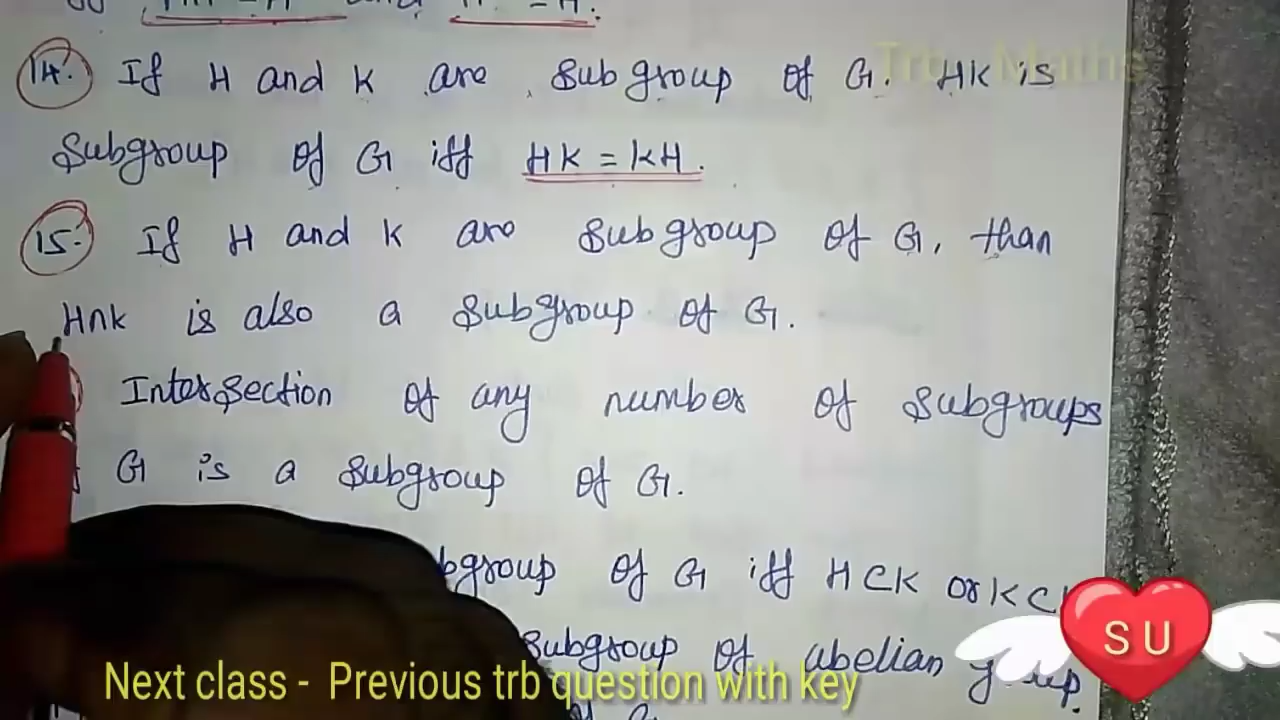 14. If H and K are Subgroup of G. HK is
Subgroup of G iff HK = KH.
15. If H and K are Subgroup of G, than
H∩K is also a Subgroup of G.
Intersection of any number of Subgroups
G is a Subgroup of G.
bgroup of G iff H⊂K or K⊂
Subgroup of abelian
Next class - Previous trb question with key
S U
Trb Maths